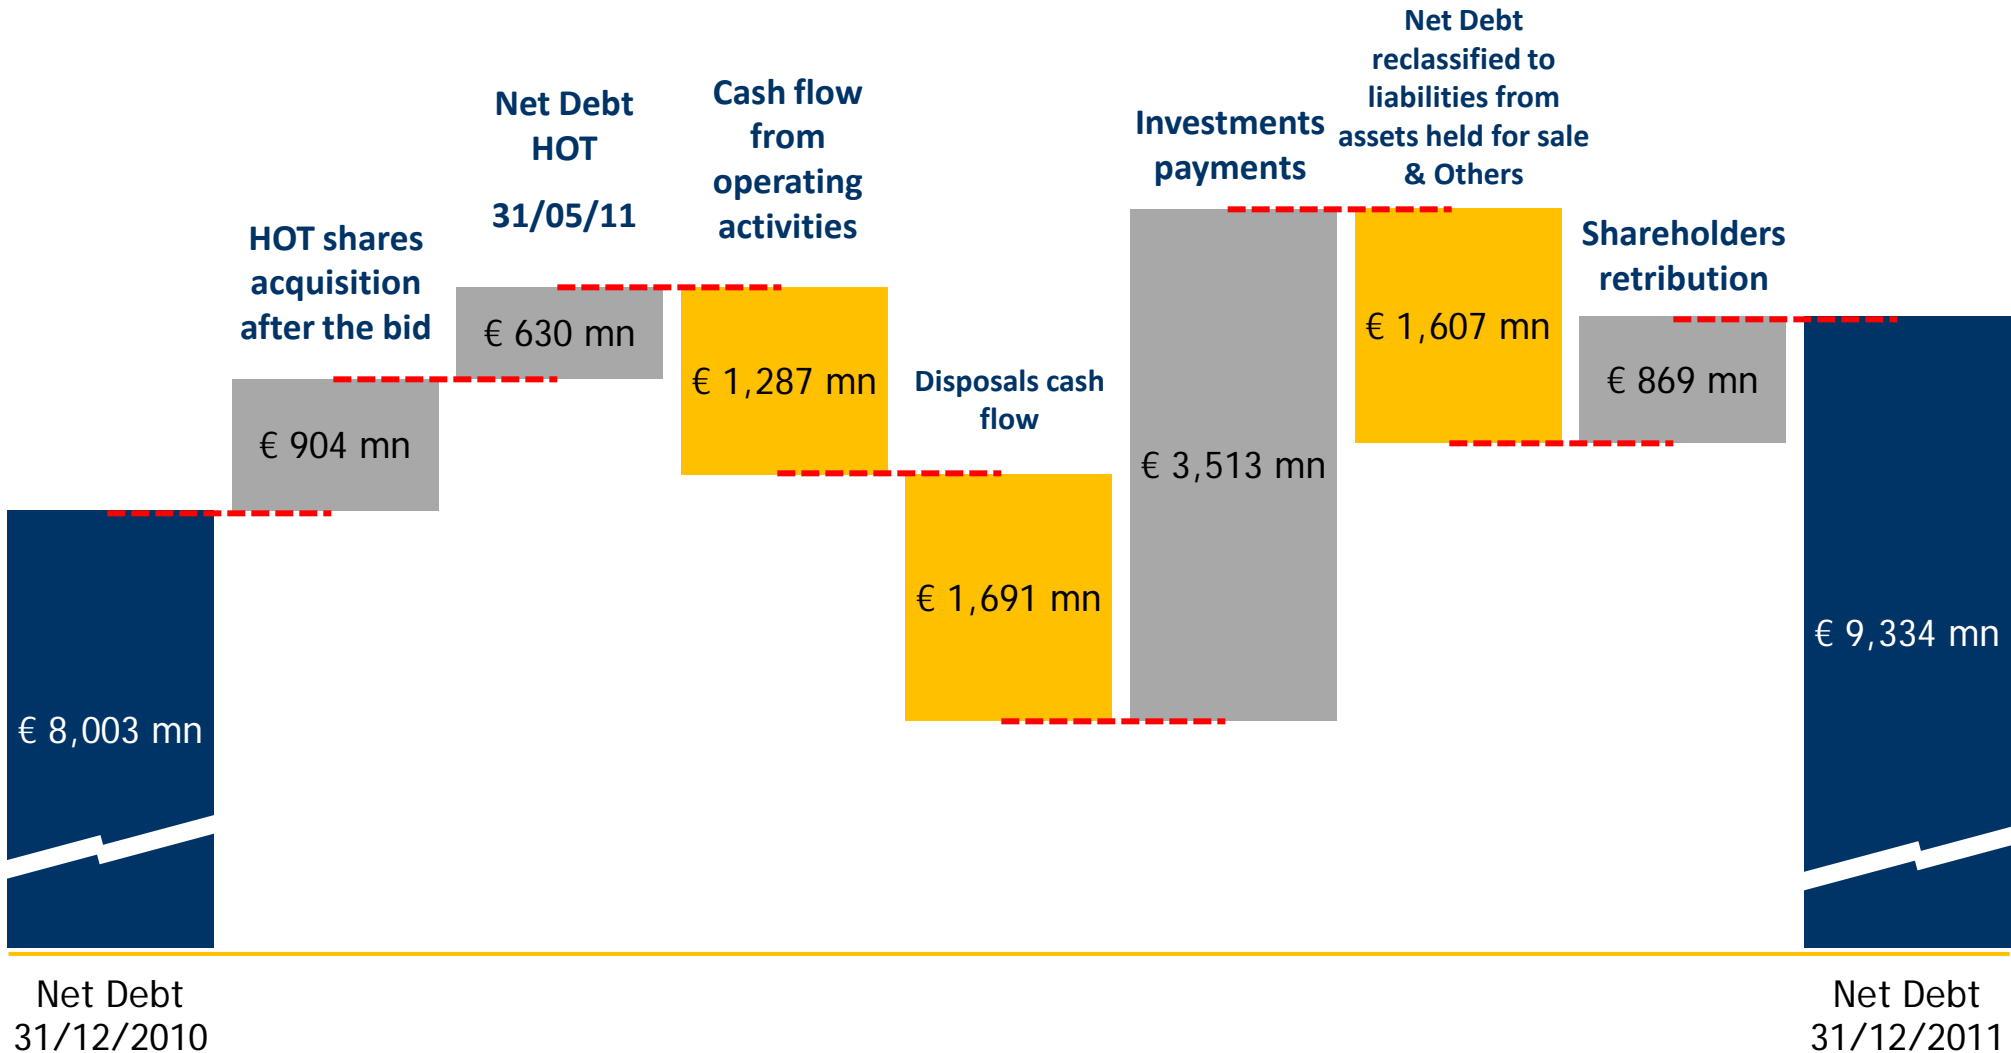 HOT shares
acquisition
after the bid
Net Debt
HOT
31/05/11
Cash flow
from
operating
activities
Disposals cash
flow
Investments
payments
Net Debt
reclassified to
liabilities from
assets held for sale
& Others
Shareholders
retribution
€ 8,003 mn
€ 904 mn
€ 630 mn
€ 1,287 mn
€ 1,691 mn
€ 3,513 mn
€ 1,607 mn
€ 869 mn
€ 9,334 mn
Net Debt
31/12/2010
Net Debt
31/12/2011